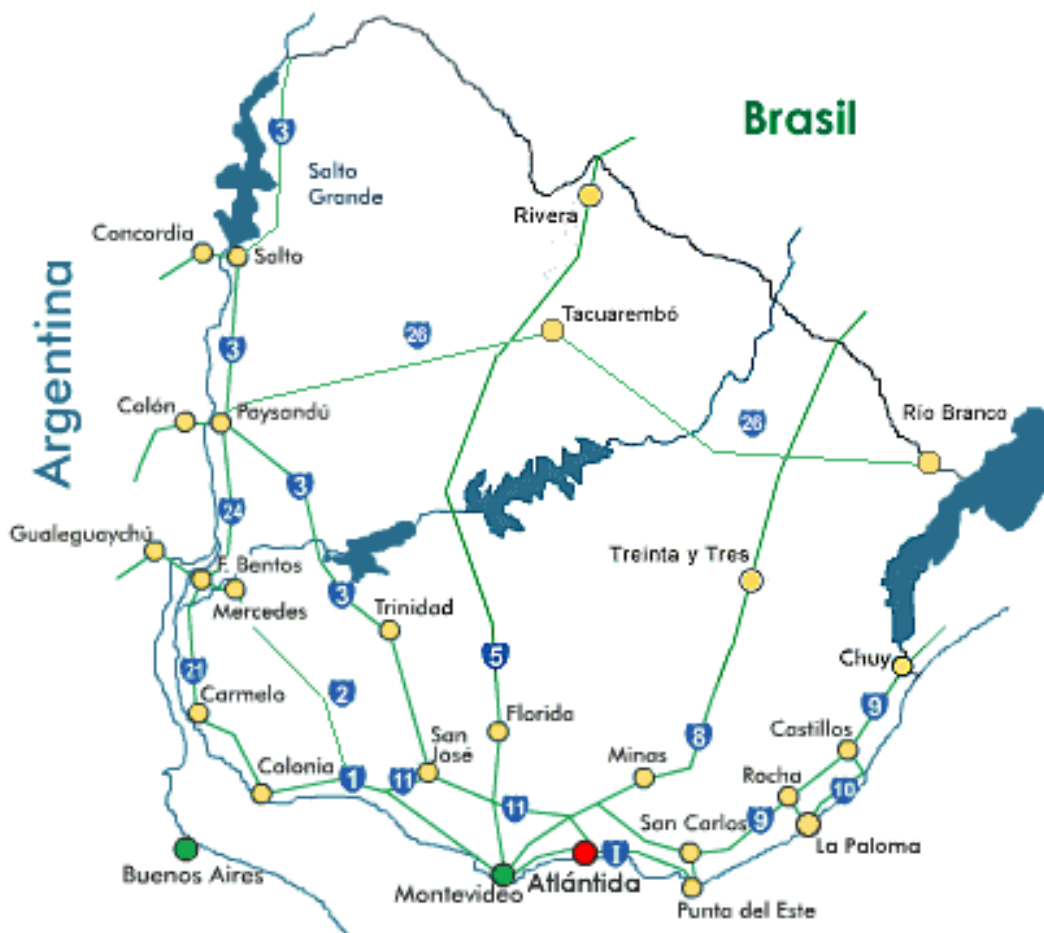 Brasil
3
Salto
Grande
Rivera
Concordia
Salto
Argentina
Tacuarembó
26
3
Colón
Paysandú
Río Branco
26
3
24
Gualeguaychú
F. Bentos
Mercedes
Treinta y Tres
3
Trinidad
5
Chuy
21
2
Carmelo
Florida
9
San
José
8
Castillos
Minas
Colonia
1
11
Rocha
10
11
San Carlos
9
La Paloma
I
Buenos Aires
Montevideo
Atlántida
Punta del Este